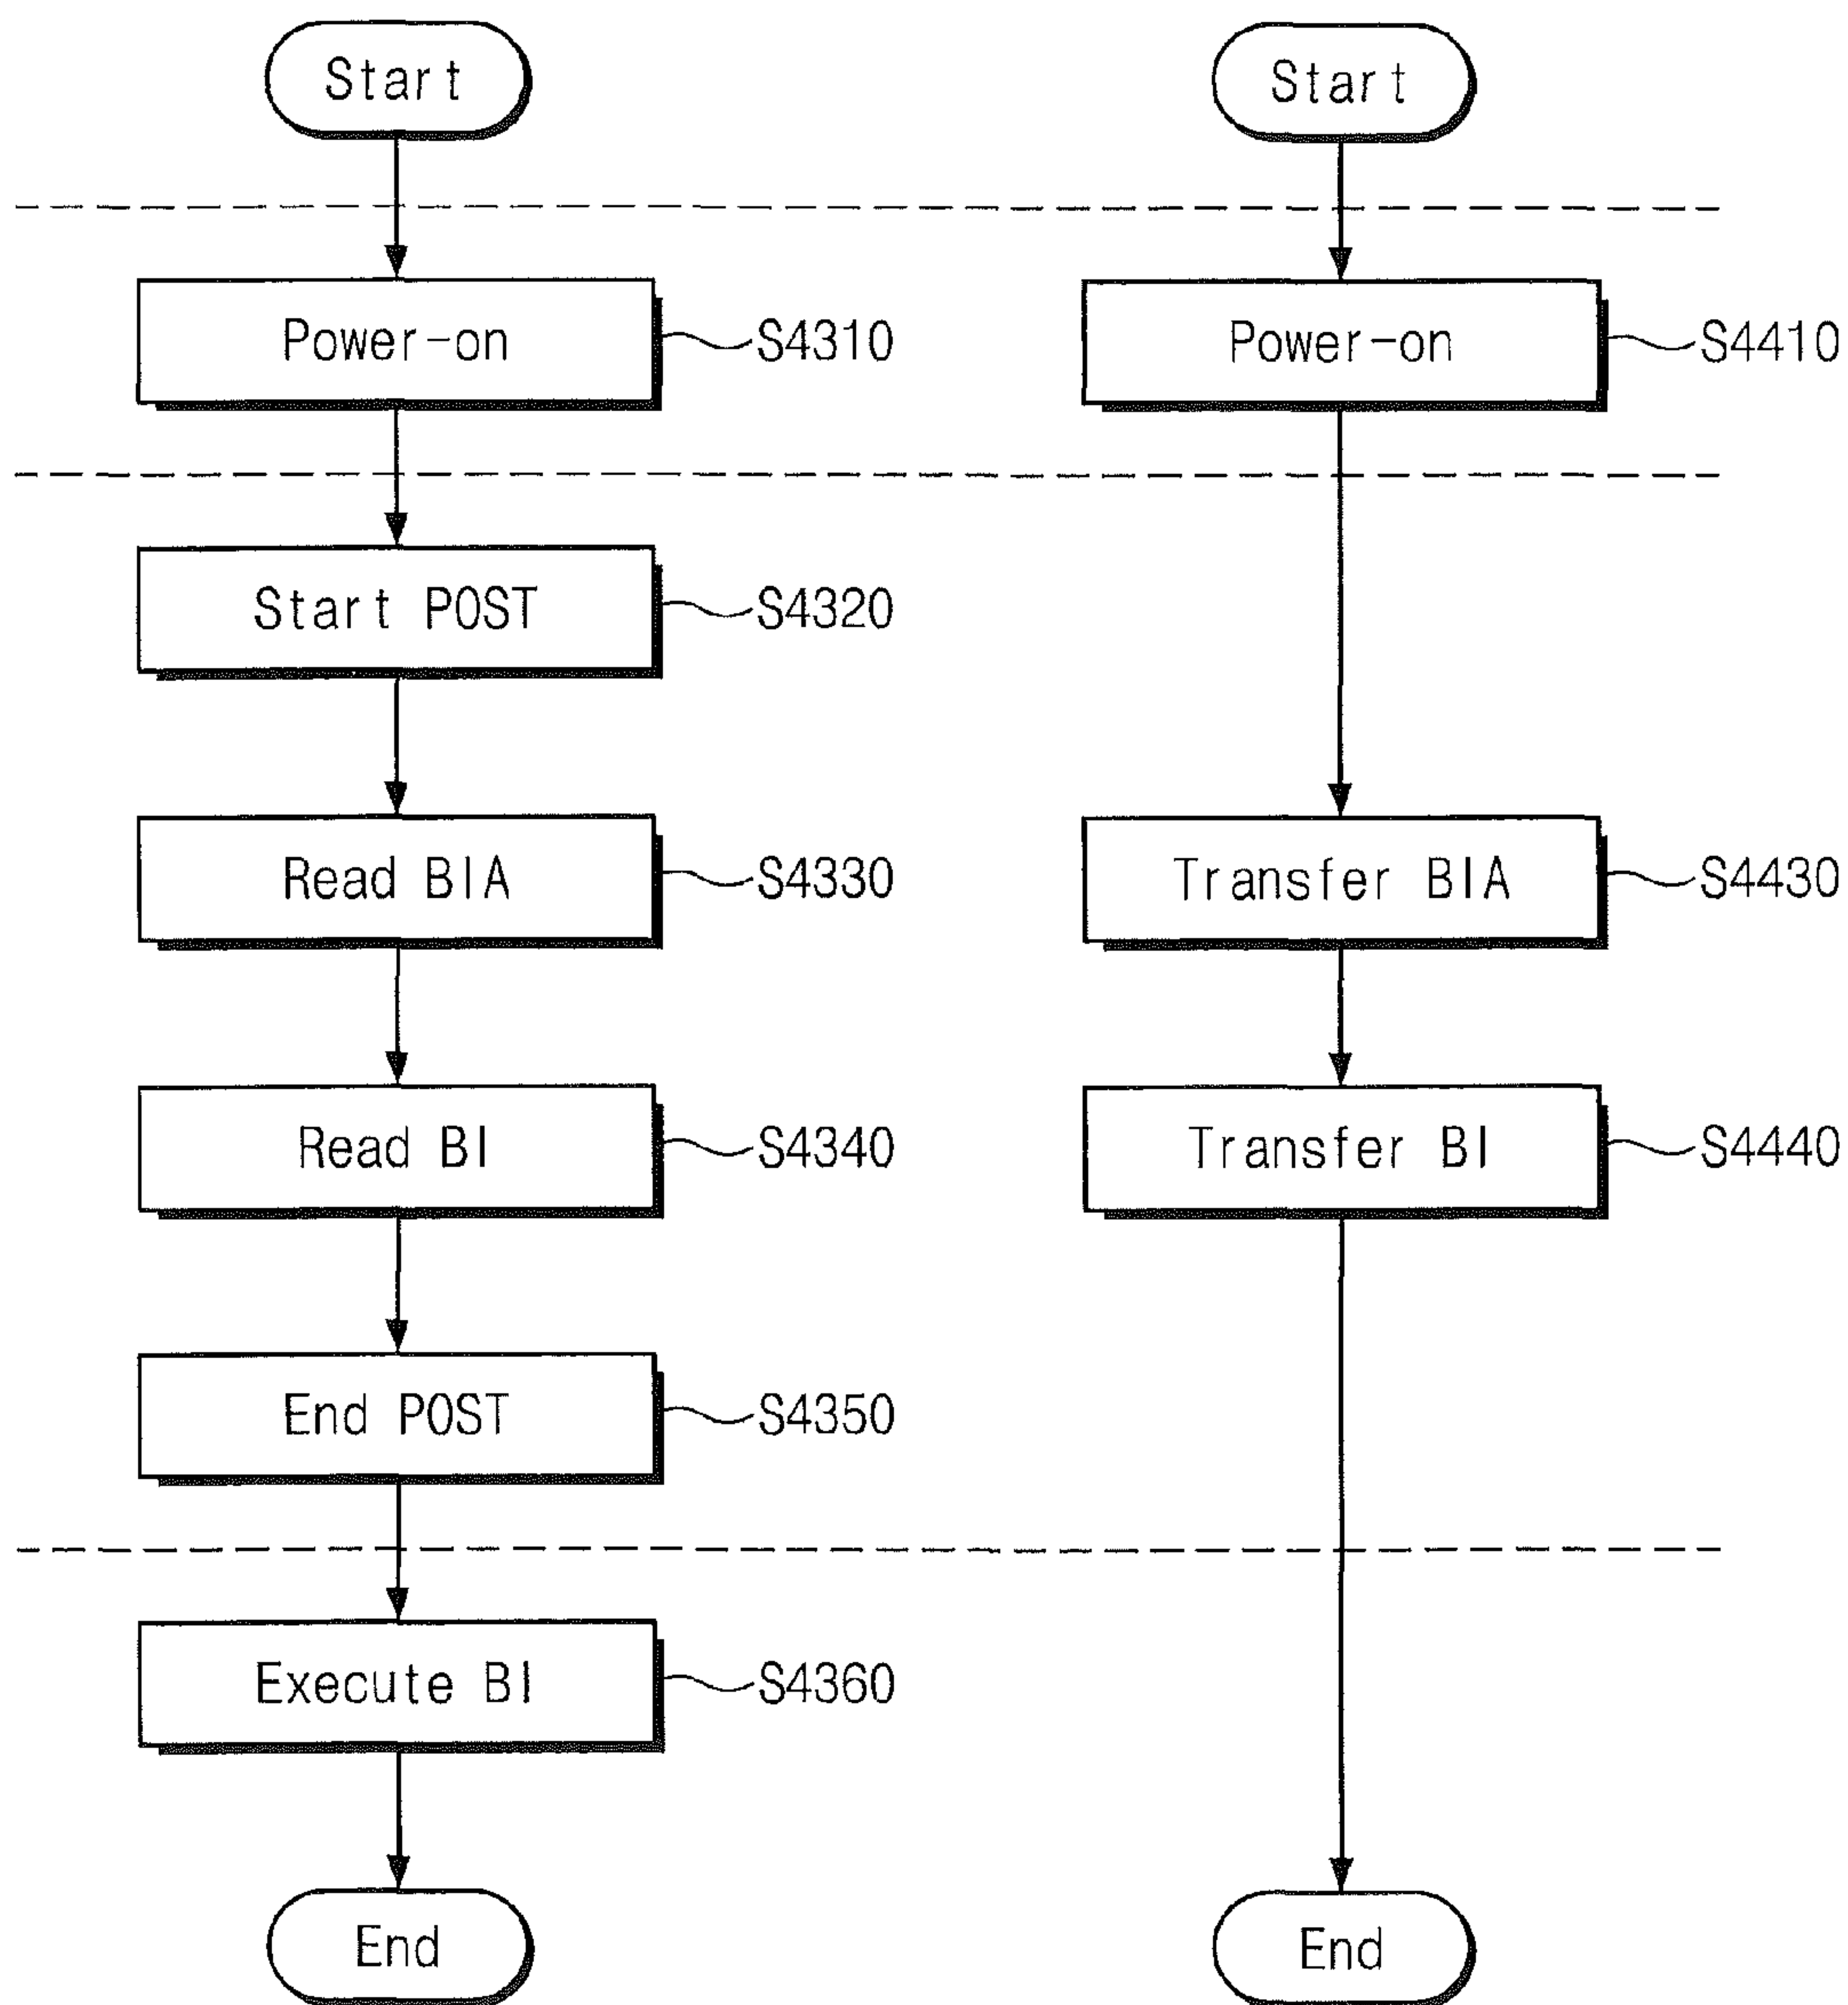 Start
Start
Power-on
S4310
Power-on
S4410
Start POST
S4320
Read BIA
S4330
Transfer BIA
S4430
Read BI
S4340
Transfer BI
S4440
End POST
S4350
Execute BI
S4360
End
End